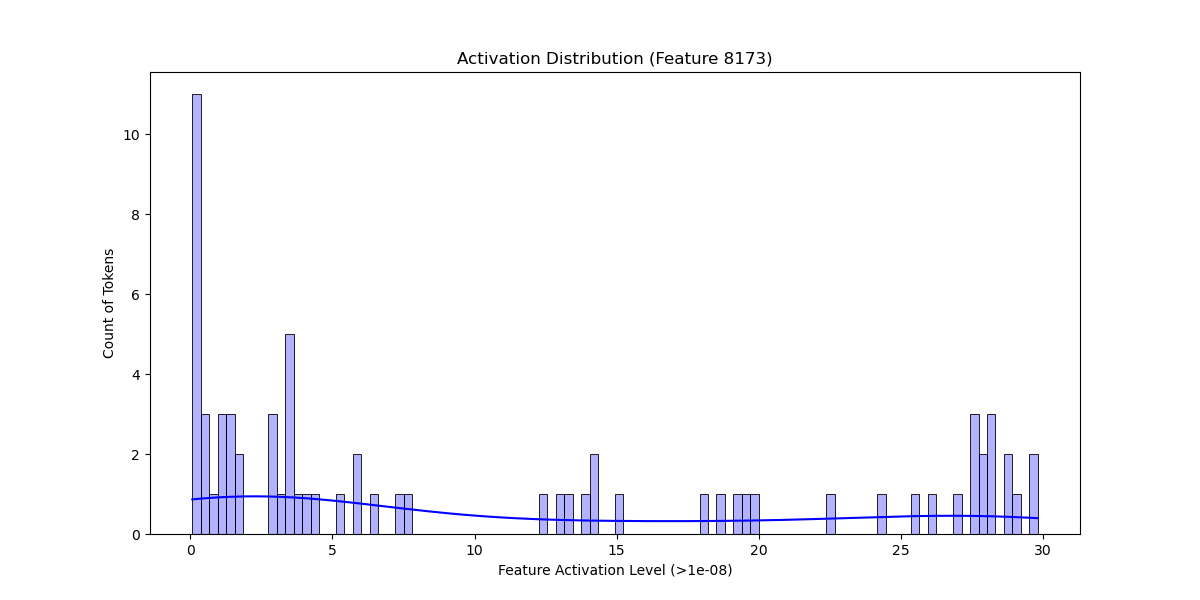 Activation Distribution (Feature 8173)
Count of Tokens
10
8
6
4
2
0
0 5 10 15 20 25 30
Feature Activation Level (>1e-08)